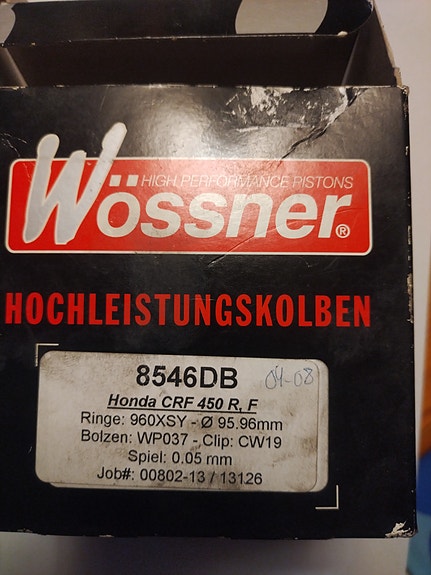 HIGH PERFORMANCE PISTONS
Wössner®
HOCHLEISTUNGSKOLBEN
8546DB 04-08
Honda CRF 450 R, F
Ringe: 960XSY - Ø 95.96mm
Bolzen: WP037 - Clip: CW19
Spiel: 0.05 mm
Job#: 00802-13 / 13126